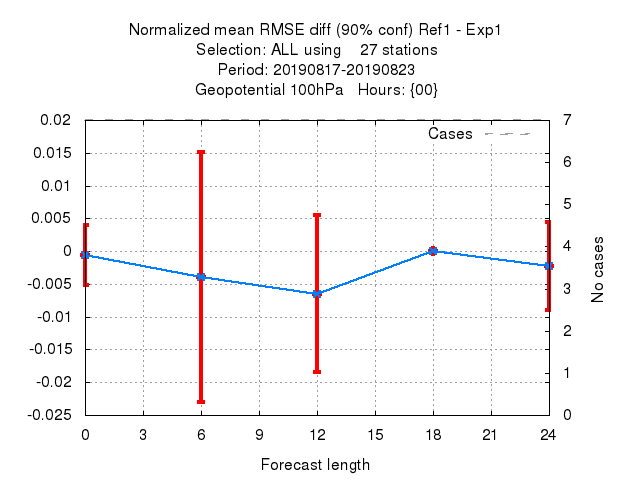 Normalized mean RMSE diff (90% conf) Ref1 - Exp1
Selection: ALL using    27 stations
Period: 20190817-20190823
Geopotential 100hPa   Hours: {00}
Cases
0.02
0.015
0.01
0.005
0
-0.005
-0.01
-0.015
-0.02
-0.025
7
6
5
4
3
2
1
0
No cases
0 3 6 9 12 15 18 21 24
Forecast length